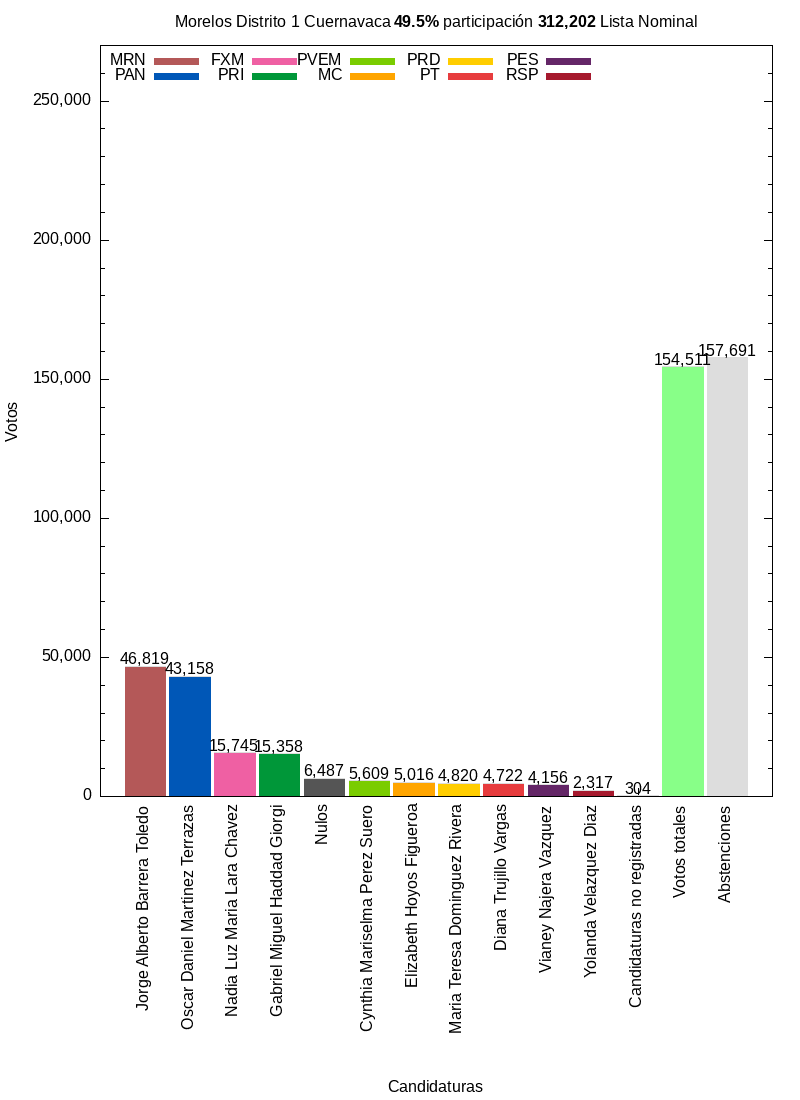 Morelos Distrito 1 Cuernavaca 49.5% participación 312,202 Lista Nominal
MRN FXM PVEM PRD PES
PAN PRI MC PT RSP
250,000
200,000
150,000
100,000
50,000
0
Votos
46,819
43,158
15,745
15,358
6,487
5,609
5,016
4,820
4,722
4,156
2,317
304
154,511
157,691
Jorge Alberto Barrera Toledo
Oscar Daniel Martinez Terrazas
Nadia Luz Maria Lara Chavez
Gabriel Miguel Haddad Giorgi
Nulos
Cynthia Mariselma Perez Suero
Elizabeth Hoyos Figueroa
Maria Teresa Dominguez Rivera
Diana Trujillo Vargas
Vianey Najera Vazquez
Yolanda Velazquez Diaz
Candidaturas no registradas
Votos totales
Abstenciones
Candidaturas